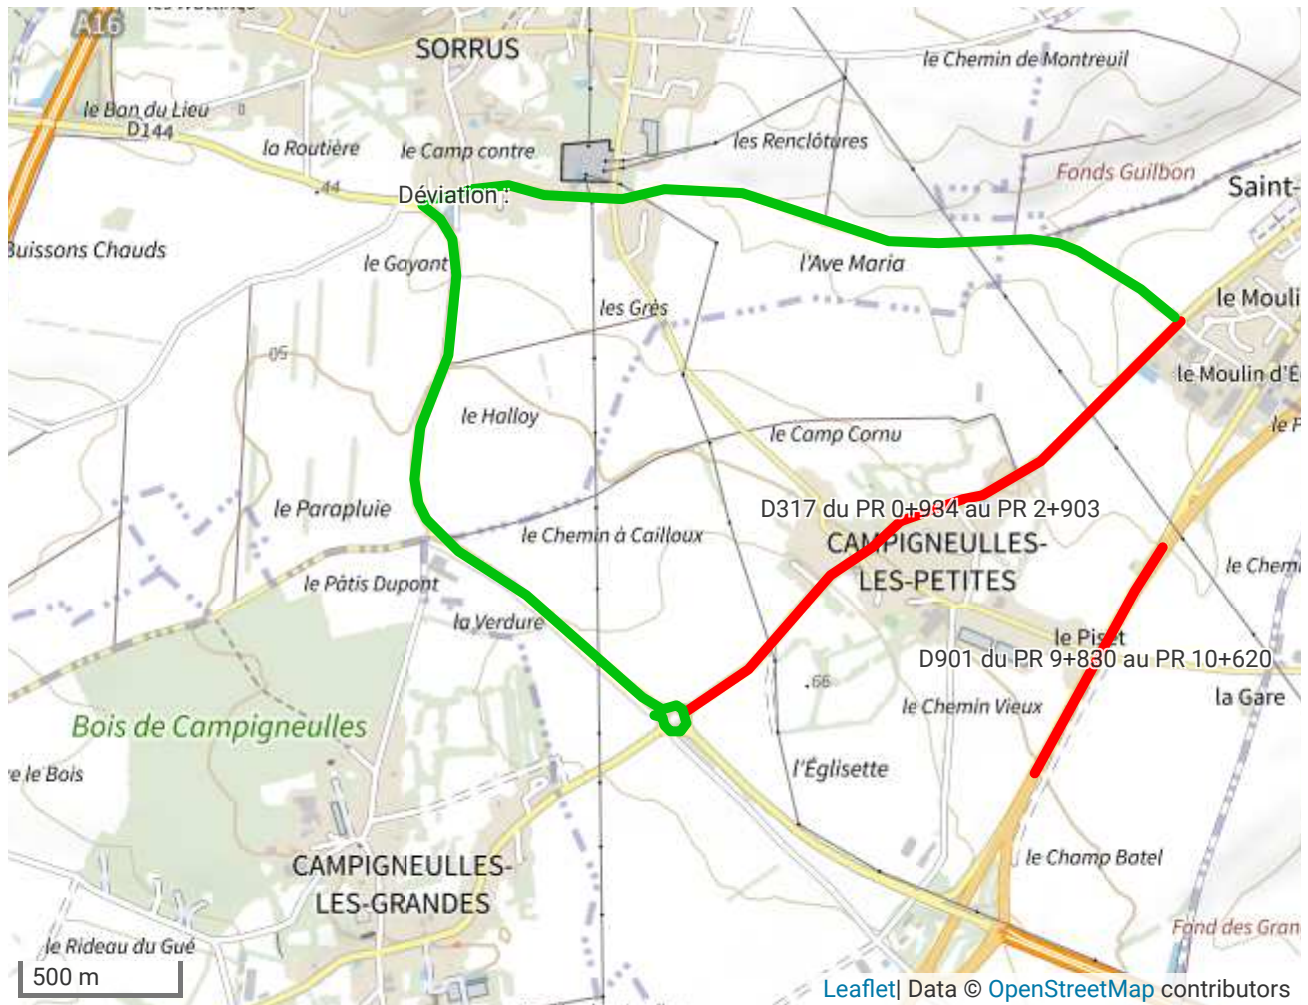 A16
SORRUS
le Chemin de Montreuil
le Ban du Lieu
D144
la Routière
le Camp contre
les Renclôtures
Fonds Guilbon
Saint-
44
Déviation :
Buissons Chauds
le Gayont
l'Ave Maria
les Grès
le Mouli
05
le Moulin d'É
le Halloy
le Camp Cornu
le P
le Parapluie
D317 du PR 0+984 au PR 2+903
le Chemin à Cailloux
CAMPIGNEULLES-
LES-PETITES
le Chem
le Pâtis Dupont
la Verdure
le Piset
D901 du PR 9+830 au PR 10+620
66
la Gare
le Chemin Vieux
Bois de Campigneulles
e le Bois
l'Églisette
CAMPIGNEULLES-
LES-GRANDES
le Champ Batel
Fond des Gran
le Rideau du Gué
500 m
Leaflet| Data © OpenStreetMap contributors